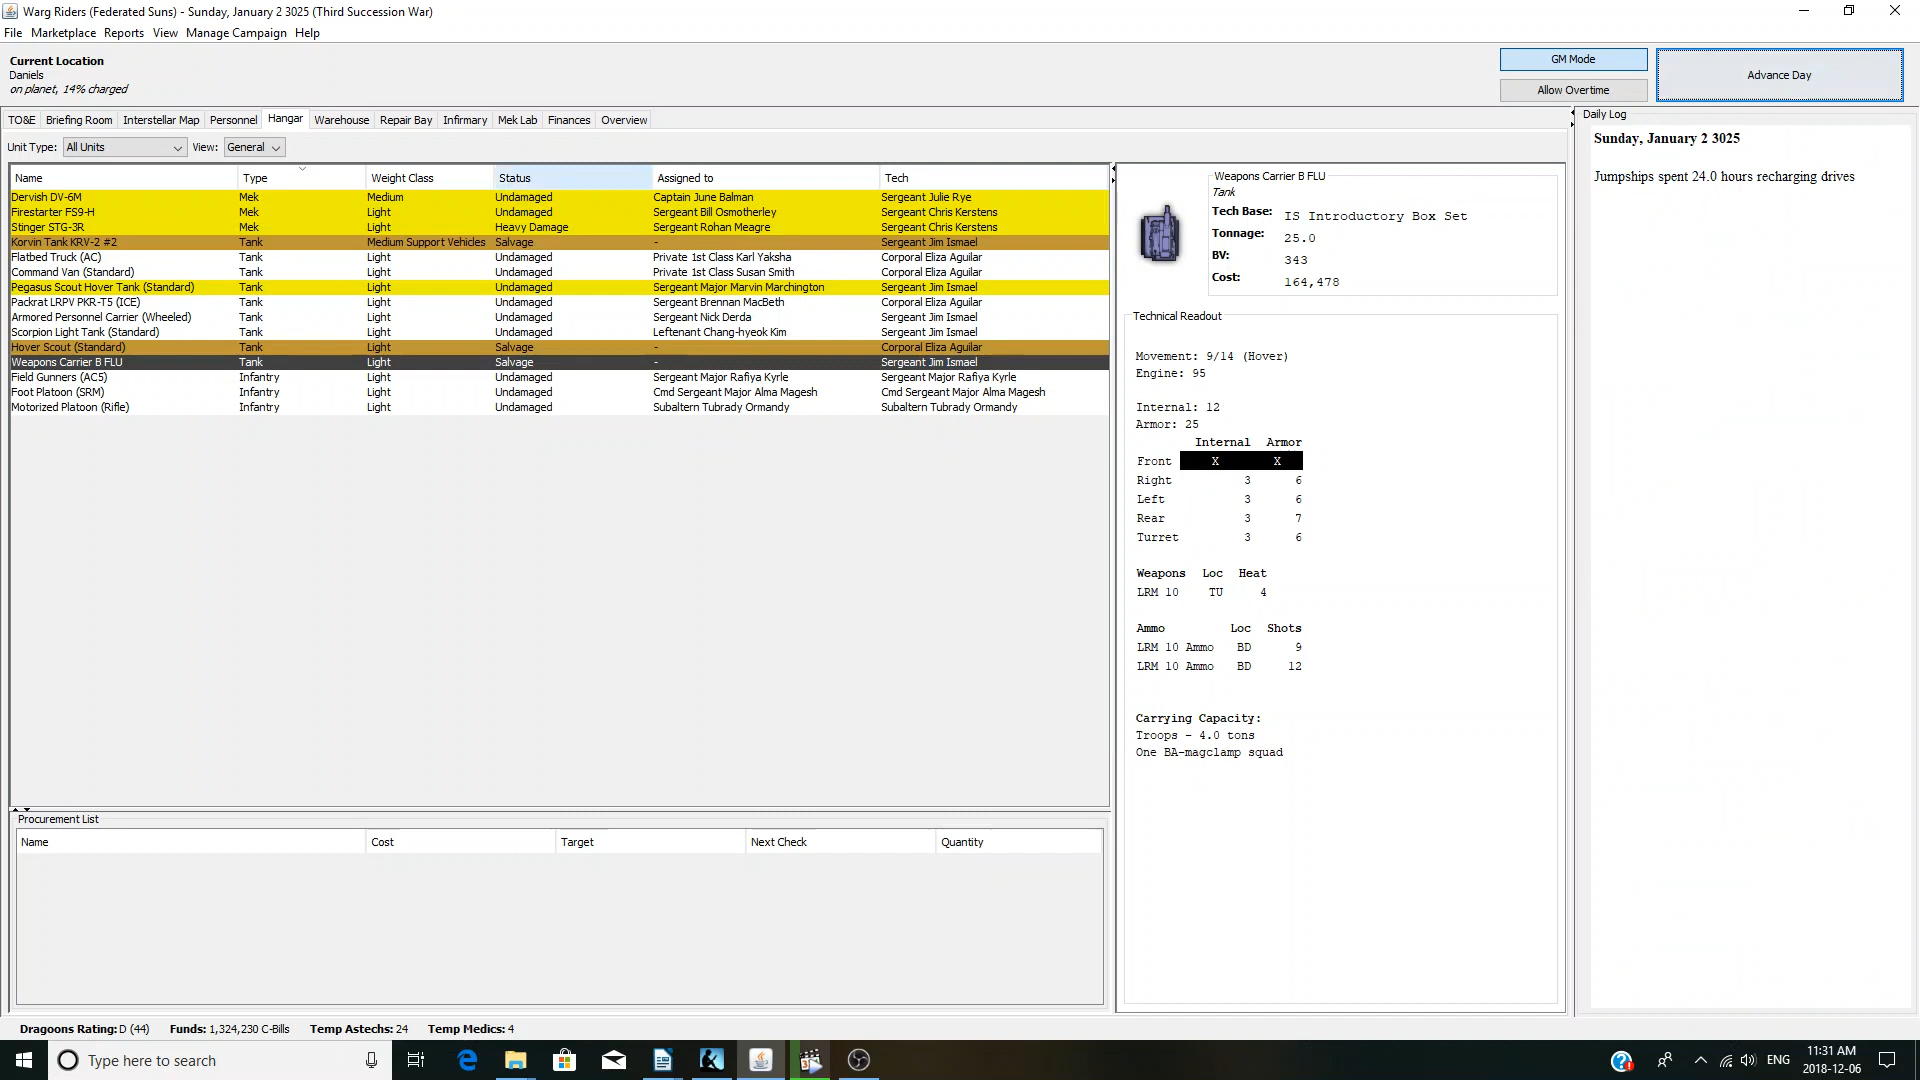 Warg Riders (Federated Suns) - Sunday, January 2 3025 (Third Succession War)
File Marketplace Reports View Manage Campaign Help
Current Location
Daniels
on planet, 14% charged
GM Mode
Allow Overtime
Advance Day
TO&E Briefing Room Interstellar Map Personnel Hangar Warehouse Repair Bay Infirmary Mek Lab Finances Overview
Unit Type: All Units View: General
Name Type Weight Class Status Assigned to Tech
Dervish DV-6M Mek Medium Undamaged Captain June Balman Sergeant Julie Rye
Firestarter FS9-H Mek Light Undamaged Sergeant Bill Osmotherley Sergeant Chris Kerstens
Stinger STG-3R Mek Light Heavy Damage Sergeant Rohan Meagre Sergeant Chris Kerstens
Korvin Tank KRV-2 #2 Tank Medium Support Vehicles Salvage - Sergeant Jim Ismael
Flatbed Truck (AC) Tank Light Undamaged Private 1st Class Karl Yaksha Corporal Eliza Aguilar
Command Van (Standard) Tank Light Undamaged Private 1st Class Susan Smith Corporal Eliza Aguilar
Pegasus Scout Hover Tank (Standard) Tank Light Undamaged Sergeant Major Marvin Marchington Sergeant Jim Ismael
Packrat LRPV PKR-T5 (ICE) Tank Light Undamaged Sergeant Brennan MacBeth Corporal Eliza Aguilar
Armored Personnel Carrier (Wheeled) Tank Light Undamaged Sergeant Nick Derda Sergeant Jim Ismael
Scorpion Light Tank (Standard) Tank Light Undamaged Leftenant Chang-hyeok Kim Sergeant Jim Ismael
Hover Scout (Standard) Tank Light Salvage - Corporal Eliza Aguilar
Weapons Carrier B FLU Tank Light Salvage - Sergeant Jim Ismael
Field Gunners (AC5) Infantry Light Undamaged Sergeant Major Rafiya Kyrle Sergeant Major Rafiya Kyrle
Foot Platoon (SRM) Infantry Light Undamaged Cmd Sergeant Major Alma Magesh Cmd Sergeant Major Alma Magesh
Motorized Platoon (Rifle) Infantry Light Undamaged Subaltern Tubrady Ormandy Subaltern Tubrady Ormandy
Procurement List
Name Cost Target Next Check Quantity
Weapons Carrier B FLU
Tank
Tech Base: IS Introductory Box Set
Tonnage: 25.0
BV: 343
Cost: 164,478
Technical Readout
Movement: 9/14 (Hover)
Engine: 95
Internal: 12
Armor: 25
Internal Armor
Front X X
Right 3 6
Left 3 6
Rear 3 7
Turret 3 6
Weapons Loc Heat
LRM 10 TU 4
Ammo Loc Shots
LRM 10 Ammo BD 9
LRM 10 Ammo BD 12
Carrying Capacity:
Troops - 4.0 tons
One BA-magclamp squad
Daily Log
Sunday, January 2 3025
Jumpships spent 24.0 hours recharging drives
Dragoons Rating: D (44) Funds: 1,324,230 C-Bills Temp Astechs: 24 Temp Medics: 4
Type here to search
ENG
11:31 AM
2018-12-06